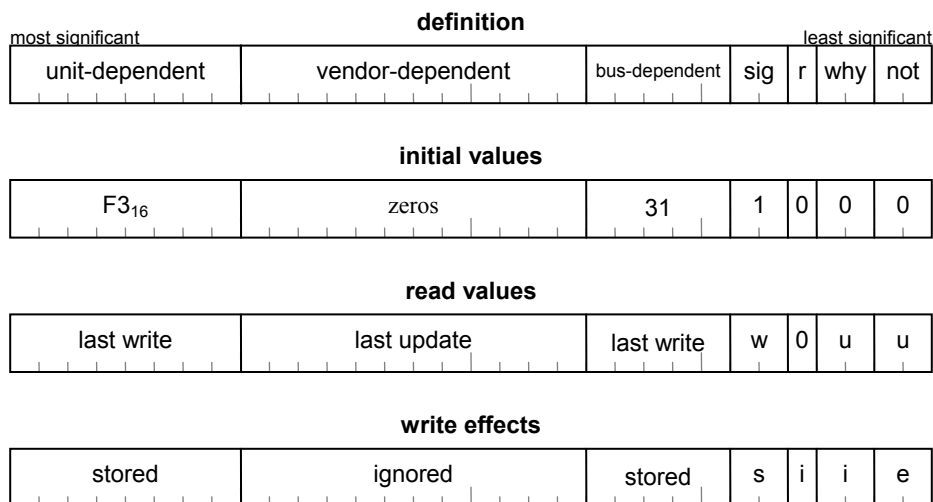 definition
most significant least significant
unit-dependent vendor-dependent bus-dependent sig r why not
initial values
F3₁₆ zeros 31 1 0 0 0
read values
last write last update last write w 0 u u
write effects
stored ignored stored s i i e